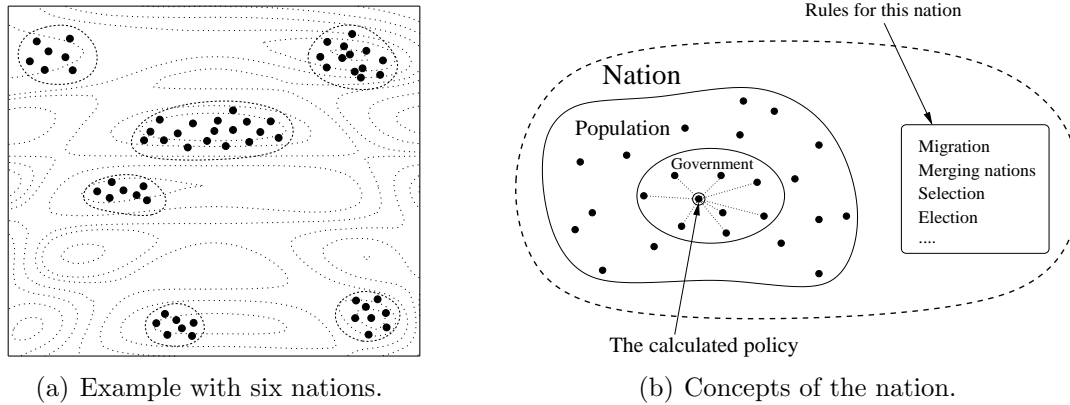 Rules for this nation
Nation
Population
Government
Migration
Merging nations
Selection
Election
....
The calculated policy
(a) Example with six nations.
(b) Concepts of the nation.